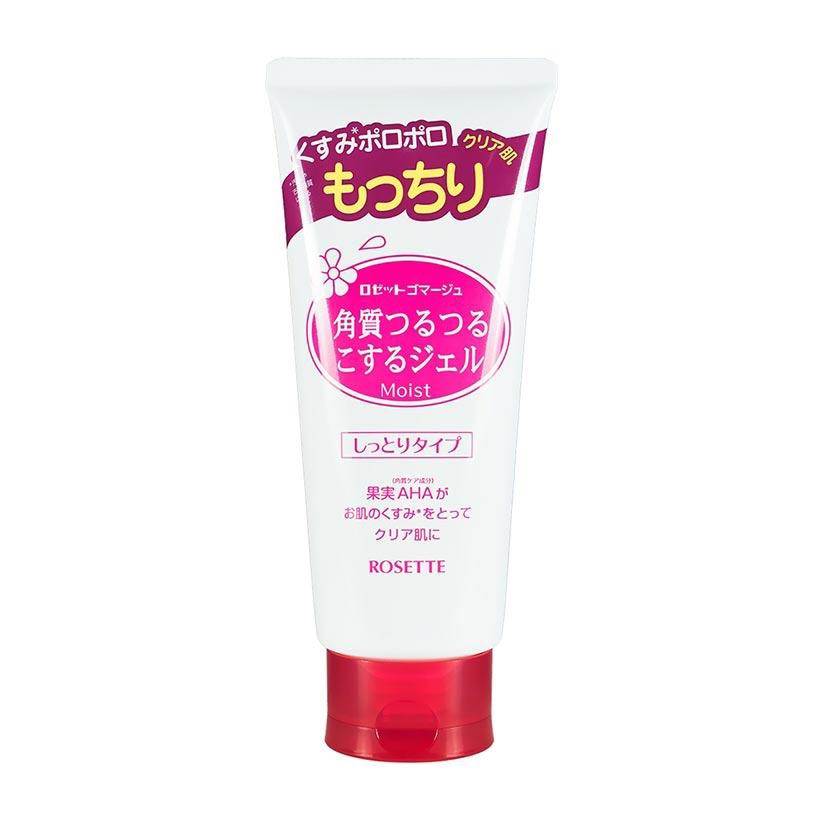 くすみ*ポロポロ
クリア肌
もっちり
ロゼットゴマージュ
角質つるつる
こするジェル
Moist
しっとりタイプ
(角質ケア成分)
果実AHAが
お肌のくすみ*をとって
クリア肌に
ROSETTE